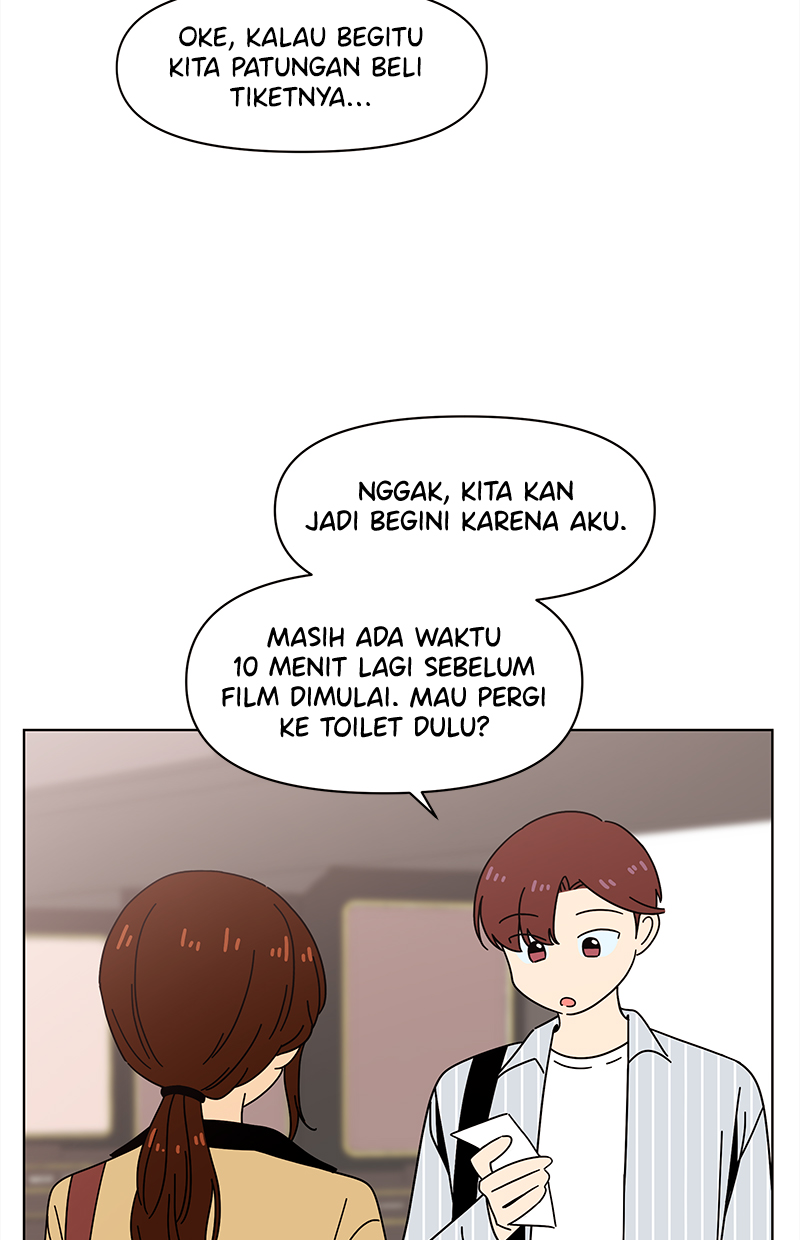 OKE, KALAU BEGITU
KITA PATUNGAN BELI
TIKETNYA...
NGGAK, KITA KAN
JADI BEGINI KARENA AKU.
MASIH ADA WAKTU
10 MENIT LAGI SEBELUM
FILM DIMULAI. MAU PERGI
KE TOILET DULU?